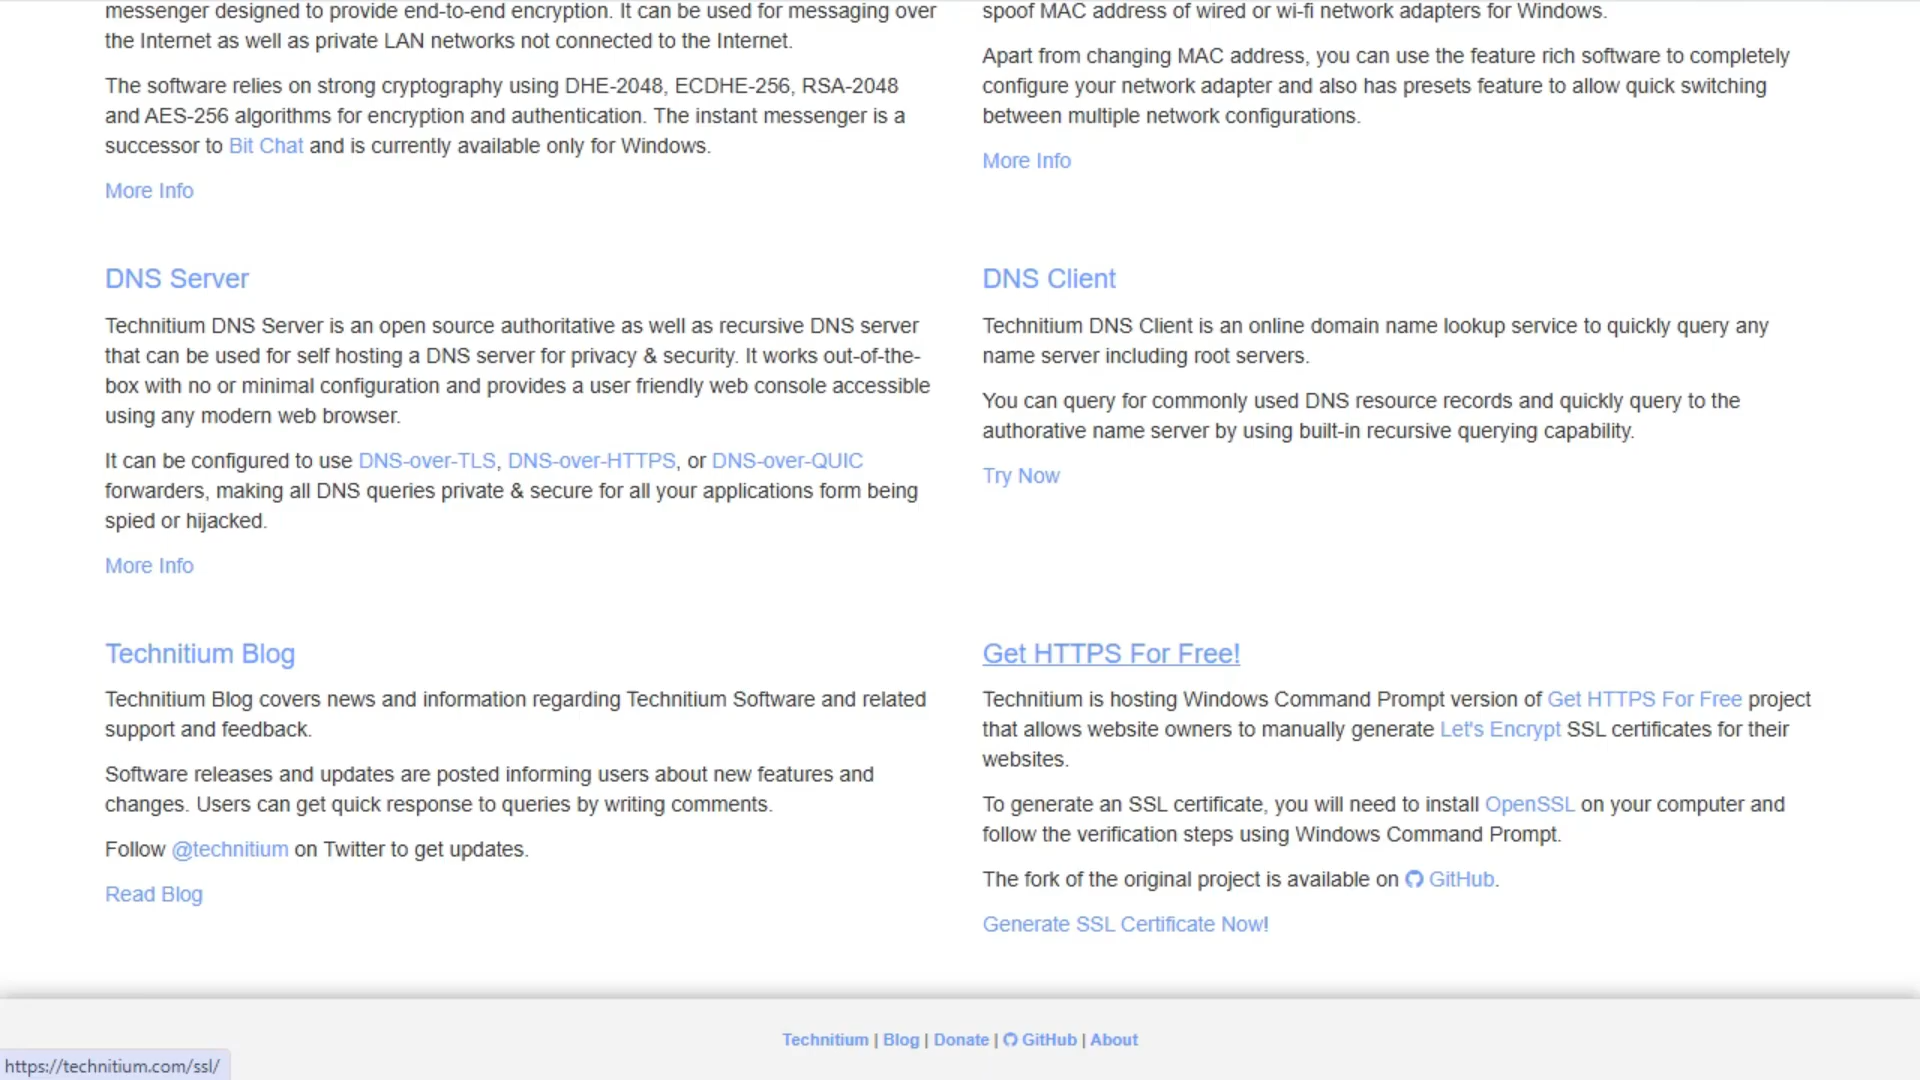 messenger designed to provide end-to-end encryption. It can be used for messaging over
the Internet as well as private LAN networks not connected to the Internet.
The software relies on strong cryptography using DHE-2048, ECDHE-256, RSA-2048
and AES-256 algorithms for encryption and authentication. The instant messenger is a
successor to Bit Chat and is currently available only for Windows.
More Info
spoof MAC address of wired or wi-fi network adapters for Windows.
Apart from changing MAC address, you can use the feature rich software to completely
configure your network adapter and also has presets feature to allow quick switching
between multiple network configurations.
More Info
DNS Server
Technitium DNS Server is an open source authoritative as well as recursive DNS server
that can be used for self hosting a DNS server for privacy & security. It works out-of-the-
box with no or minimal configuration and provides a user friendly web console accessible
using any modern web browser.
It can be configured to use DNS-over-TLS, DNS-over-HTTPS, or DNS-over-QUIC
forwarders, making all DNS queries private & secure for all your applications form being
spied or hijacked.
More Info
DNS Client
Technitium DNS Client is an online domain name lookup service to quickly query any
name server including root servers.
You can query for commonly used DNS resource records and quickly query to the
authorative name server by using built-in recursive querying capability.
Try Now
Technitium Blog
Technitium Blog covers news and information regarding Technitium Software and related
support and feedback.
Software releases and updates are posted informing users about new features and
changes. Users can get quick response to queries by writing comments.
Follow @technitium on Twitter to get updates.
Read Blog
Get HTTPS For Free!
Technitium is hosting Windows Command Prompt version of Get HTTPS For Free project
that allows website owners to manually generate Let's Encrypt SSL certificates for their
websites.
To generate an SSL certificate, you will need to install OpenSSL on your computer and
follow the verification steps using Windows Command Prompt.
The fork of the original project is available on GitHub.
Generate SSL Certificate Now!
Technitium | Blog | Donate | GitHub | About
https://technitium.com/ssl/